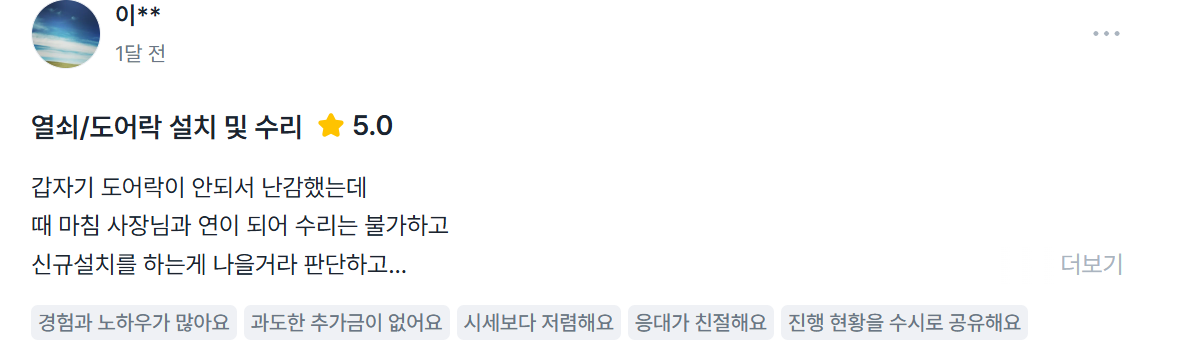 이**
1달 전
열쇠/도어락 설치 및 수리 5.0
갑자기 도어락이 안되서 난감했는데
때 마침 사장님과 연이 되어 수리는 불가하고
신규설치를 하는게 나을거라 판단하고...
더보기
경험과 노하우가 많아요 과도한 추가금이 없어요 시세보다 저렴해요 응대가 친절해요 진행 현황을 수시로 공유해요